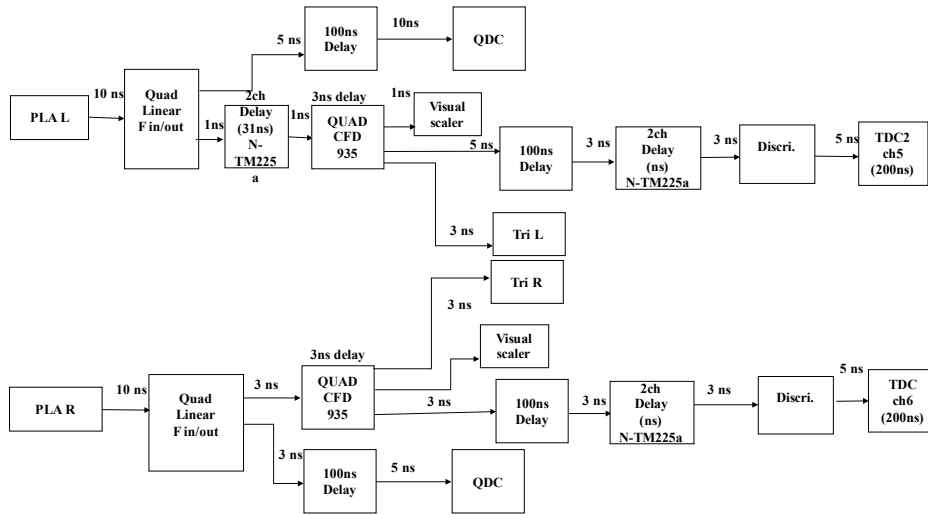 10ns
100ns
Delay
QDC
5 ns
10 ns
PLA L
Quad
Linear
F in/out
1ns
2ch
Delay
(31ns)
N-
TM225
a
1ns
3ns delay
QUAD
CFD
935
1ns
Visual
scaler
5 ns
100ns
Delay
3 ns
2ch
Delay
(ns)
N-TM225a
3 ns
Discri.
5 ns
TDC2
ch5
(200ns)
3 ns
Tri L
Tri R
3 ns
Visual
scaler
3ns delay
PLA R
10 ns
Quad
Linear
F in/out
3 ns
QUAD
CFD
935
3 ns
100ns
Delay
3 ns
2ch
Delay
(ns)
N-TM225a
3 ns
Discri.
5 ns
TDC
ch6
(200ns)
3 ns
100ns
Delay
5 ns
QDC